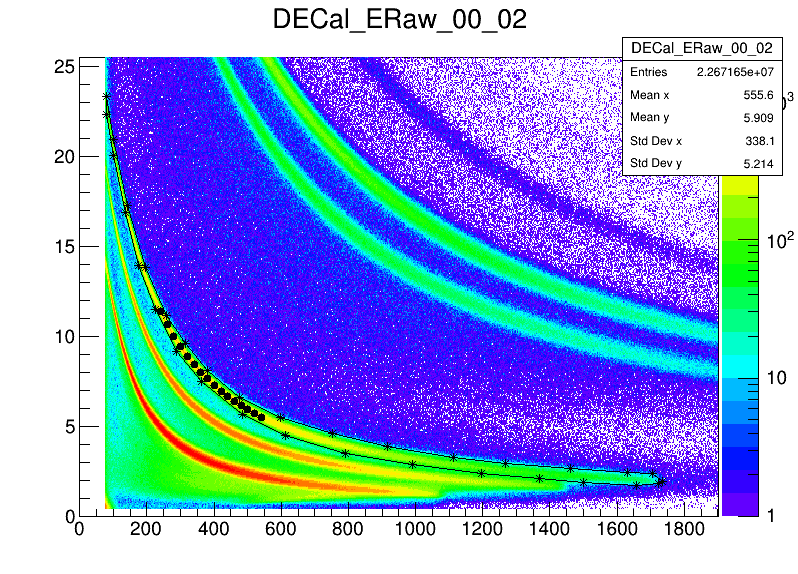 DECal_ERaw_00_02
DECal_ERaw_00_02
Entries 2.267165e+07
Mean x 555.6
Mean y 5.909
Std Dev x 338.1
Std Dev y 5.214
25
20
15
10
5
0
0 200 400 600 800 1000 1200 1400 1600 1800
3
10²
10
1